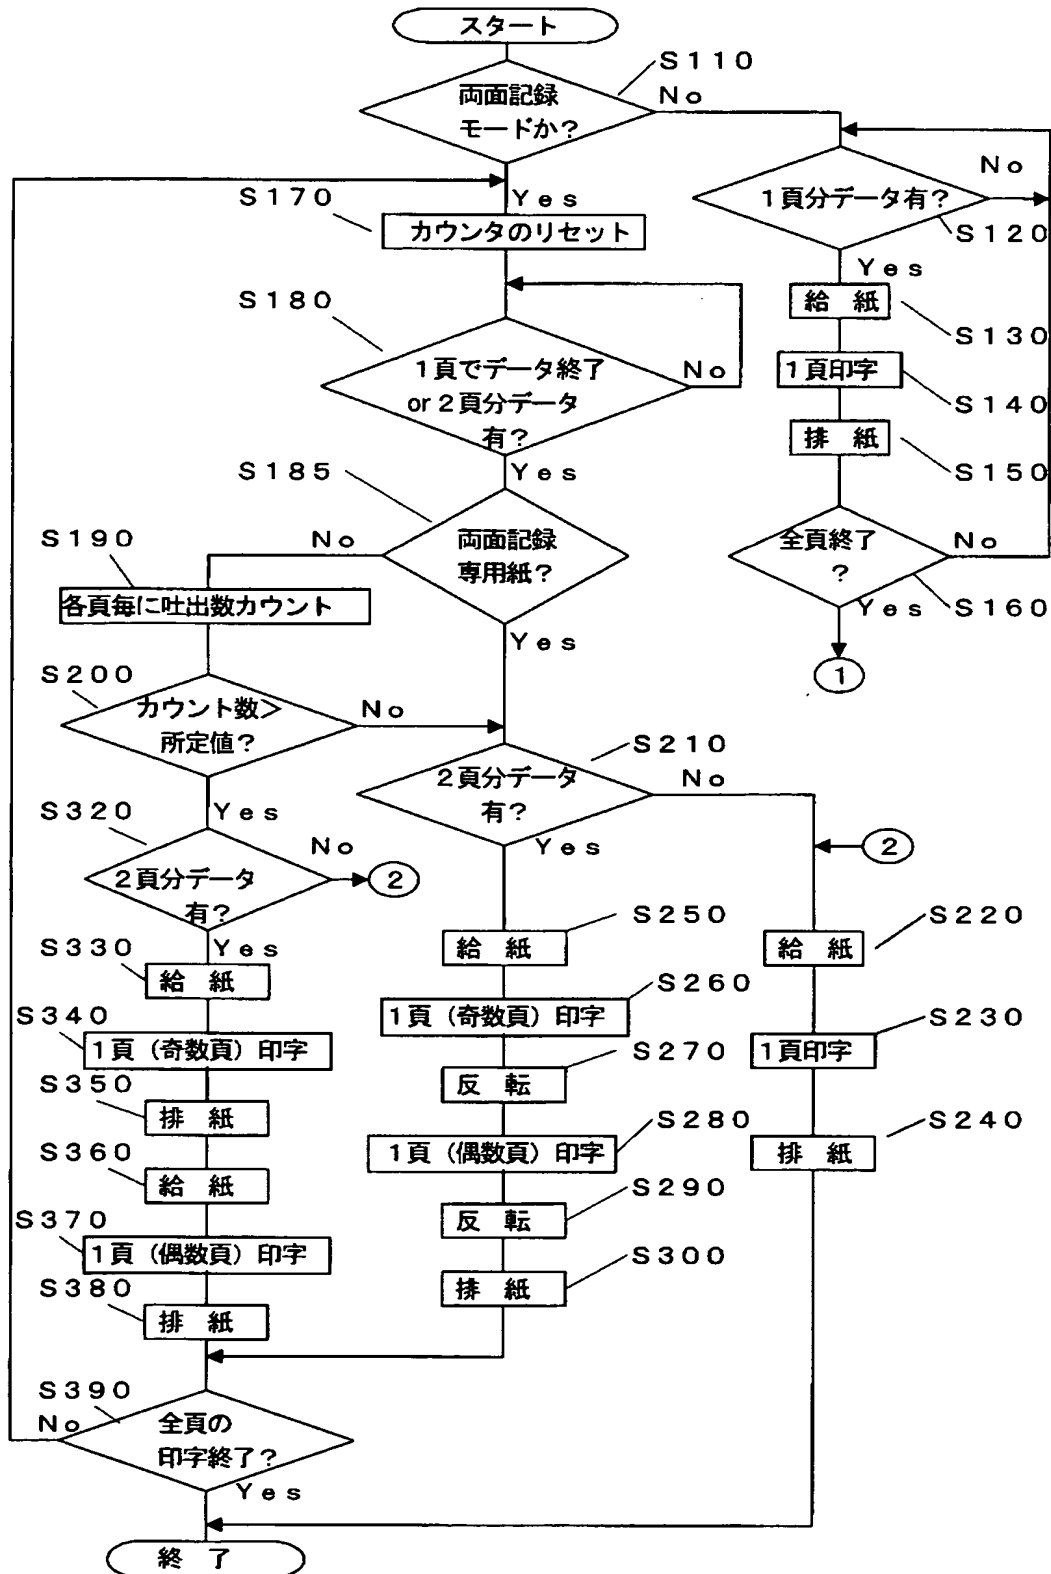 スタート
S110
両面記録
モードか?
No
Yes
S170
カウンタのリセット
No
1頁分データ有?
S120
Yes
給 紙
S130
1頁印字
S140
排 紙
S150
全頁終了
?
No
Yes
S160
1
S180
1頁でデータ終了
or 2頁分データ
有?
No
Yes
S185
両面記録
専用紙?
No
Yes
S190
各頁毎に吐出数カウント
S200
カウント数>
所定値?
No
Yes
S210
2頁分データ
有?
No
Yes
S320
2頁分データ
有?
No
2
Yes
2
S220
給 紙
S230
1頁印字
S240
排 紙
S250
給 紙
S260
1頁(奇数頁)印字
S270
反 転
S280
1頁(偶数頁)印字
S290
反 転
S300
排 紙
S330
給 紙
S340
1頁(奇数頁)印字
S350
排 紙
S360
給 紙
S370
1頁(偶数頁)印字
S380
排 紙
S390
No
全頁の
印字終了?
Yes
終 了